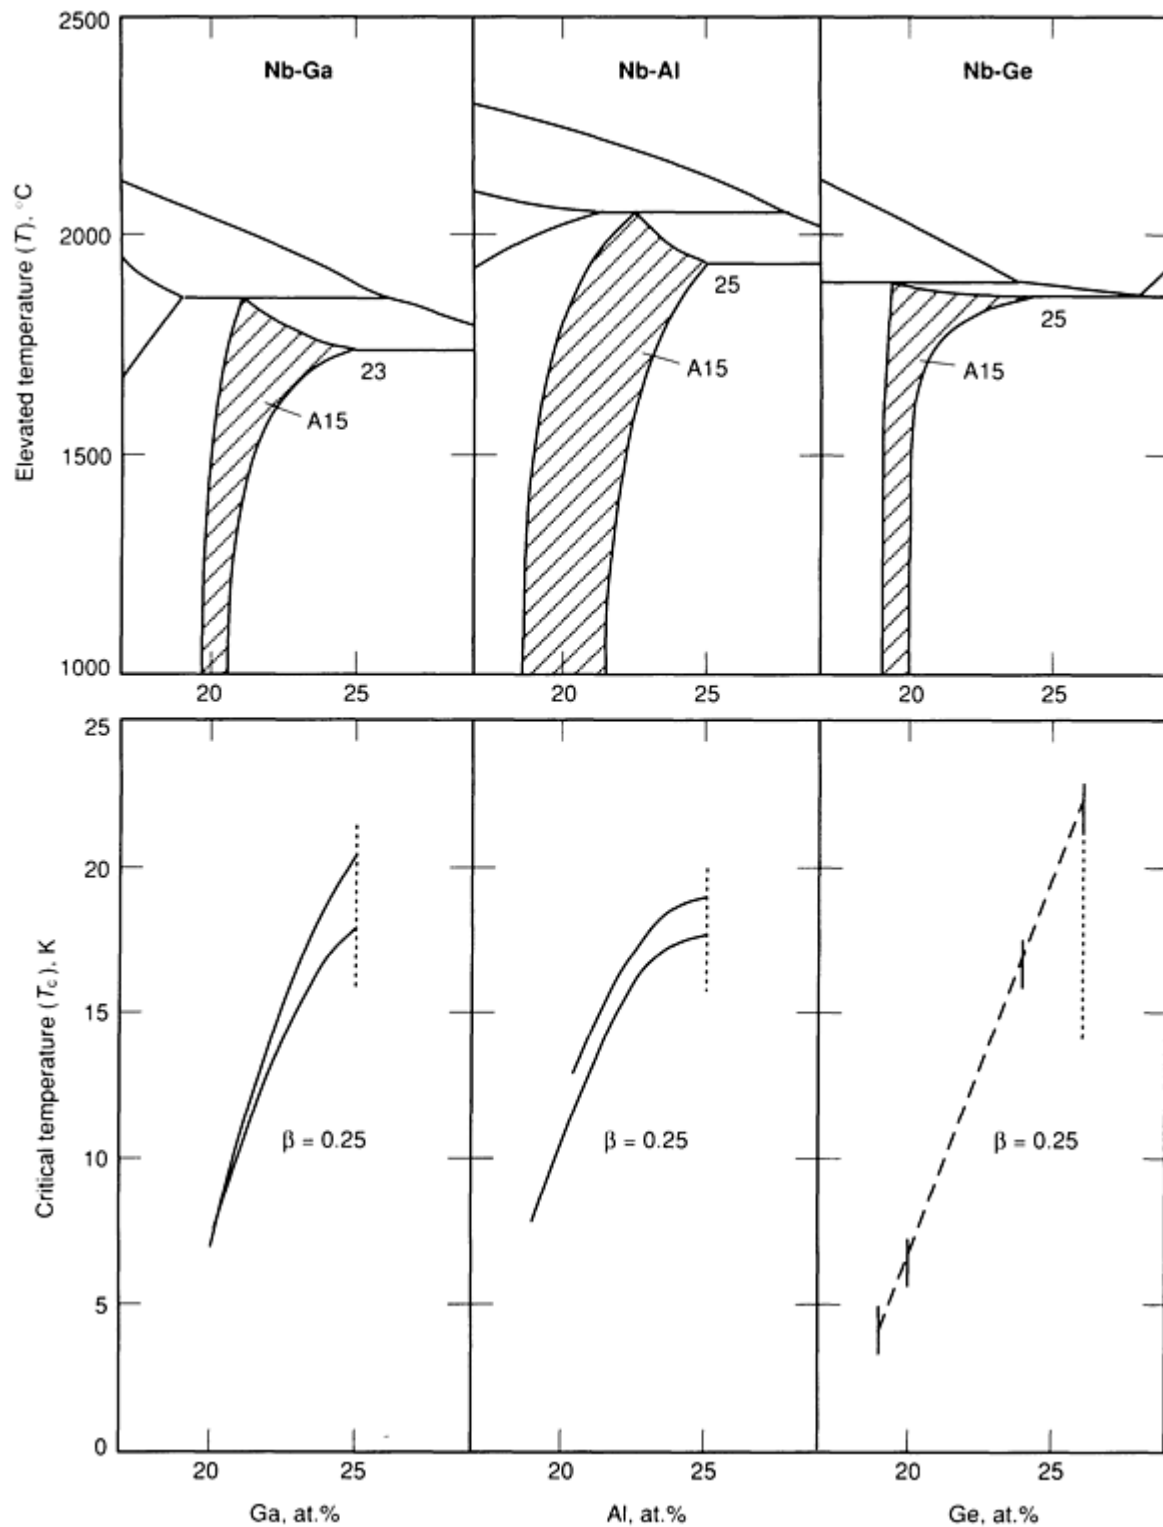 2500
Nb-Ga
Nb-Al
Nb-Ge
Elevated temperature (T), °C
2000
25
25
23
A15
A15
A15
1500
1000
20
25
20
25
20
25
25
20
Critical temperature (Tc), K
15
β = 0.25
β = 0.25
β = 0.25
10
5
0
20
25
20
25
20
25
Ga, at.%
Al, at.%
Ge, at.%